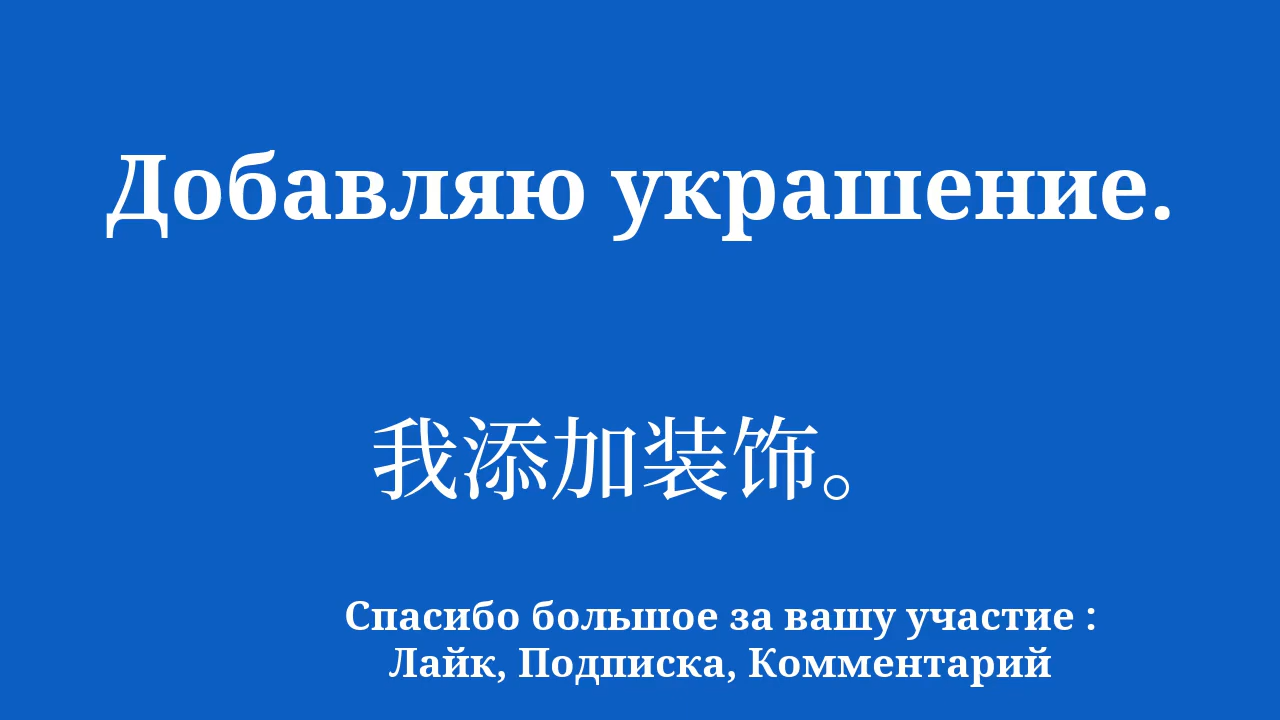 Добавляю украшение.
我添加装饰。
Спасибо большое за вашу участие :
Лайк, Подписка, Комментарий